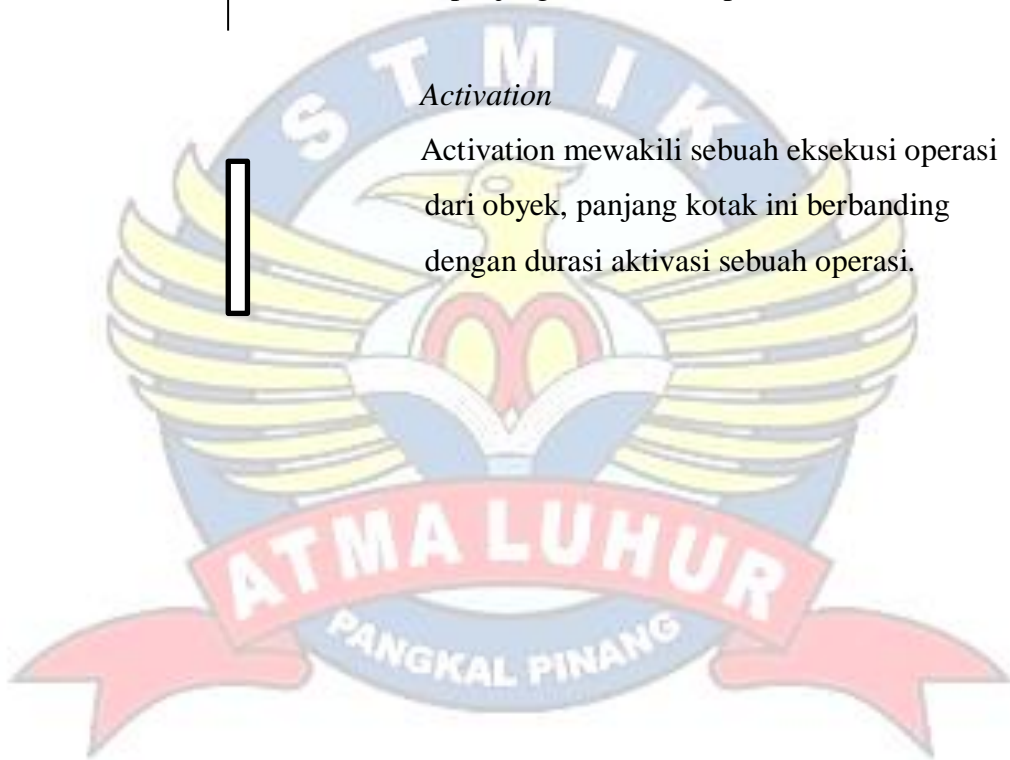 Activation
Activation mewakili sebuah eksekusi operasi
dari obyek, panjang kotak ini berbanding
dengan durasi aktivasi sebuah operasi.
STMIK
ATMA LUHUR
PANGKAL PINANG